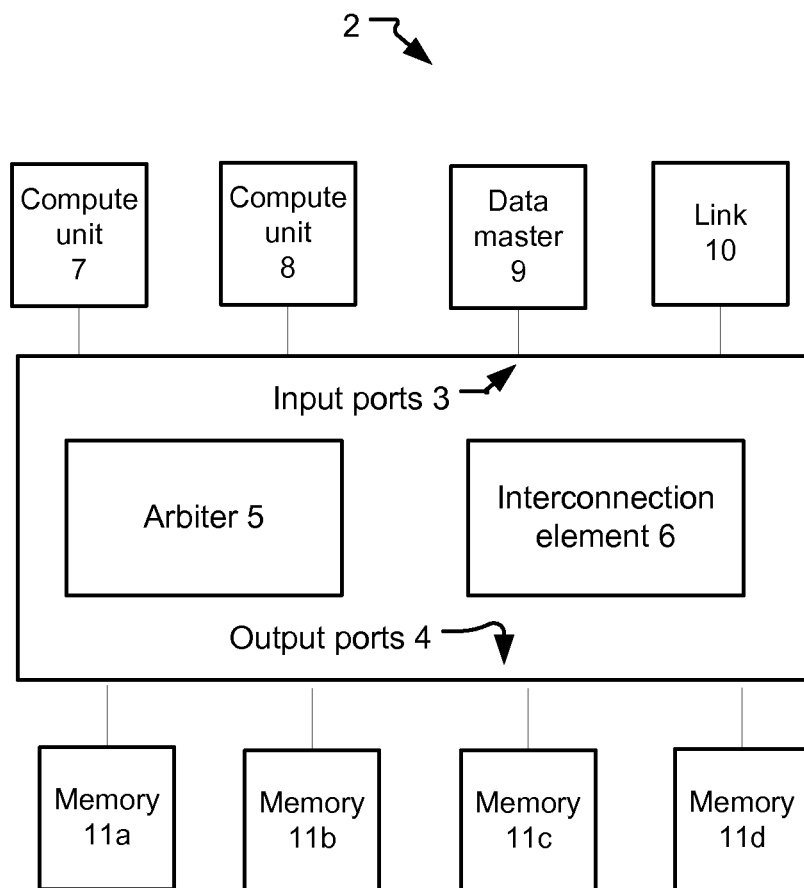 2
Compute
unit
7
Compute
unit
8
Data
master
9
Link
10
Input ports 3
Arbiter 5
Interconnection
element 6
Output ports 4
Memory
11a
Memory
11b
Memory
11c
Memory
11d